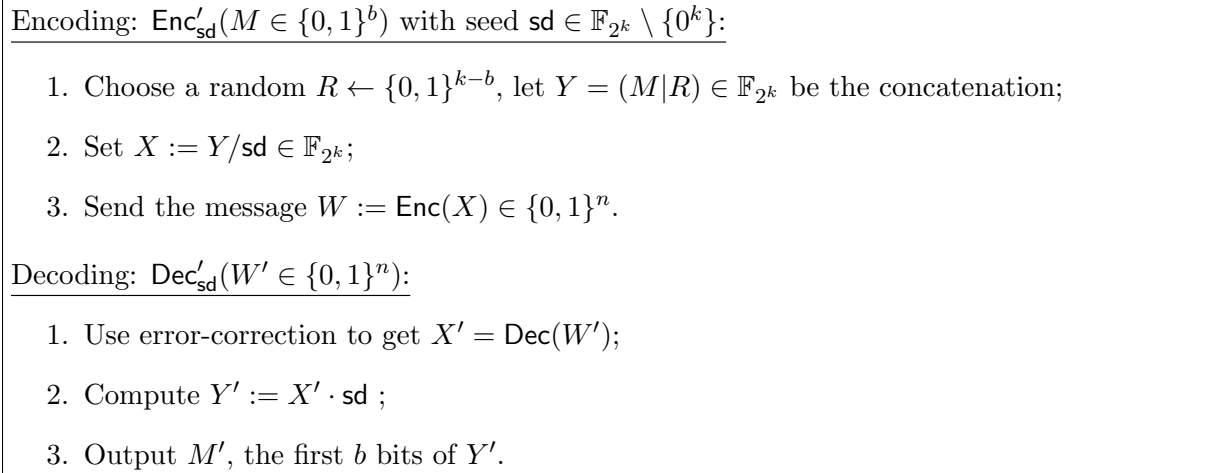 Encoding: Enc′_sd(M ∈ {0, 1}^b) with seed sd ∈ 𝔽_{2^k} \ {0^k}:
1. Choose a random R ← {0, 1}^{k−b}, let Y = (M|R) ∈ 𝔽_{2^k} be the concatenation;
2. Set X := Y/sd ∈ 𝔽_{2^k};
3. Send the message W := Enc(X) ∈ {0, 1}^n.
Decoding: Dec′_sd(W′ ∈ {0, 1}^n):
1. Use error-correction to get X′ = Dec(W′);
2. Compute Y′ := X′ · sd ;
3. Output M′, the first b bits of Y′.